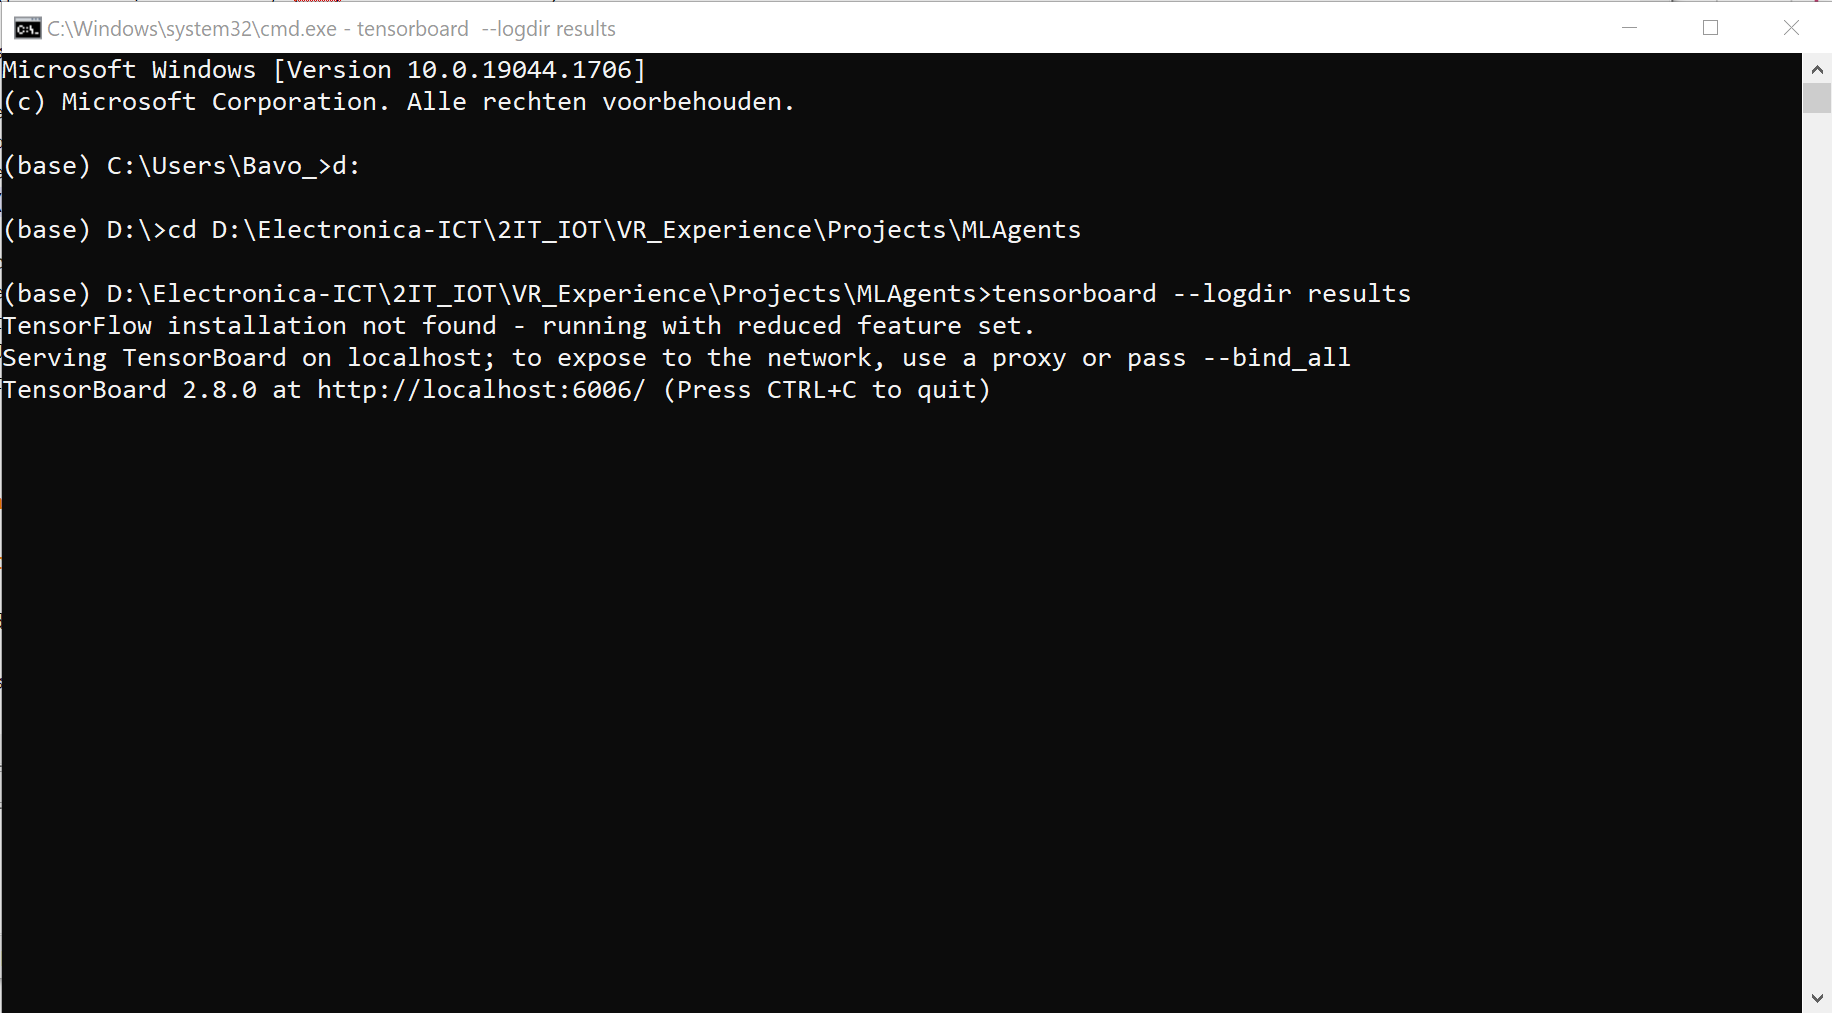 C:\Windows\system32\cmd.exe - tensorboard  --logdir results
Microsoft Windows [Version 10.0.19044.1706]
(c) Microsoft Corporation. Alle rechten voorbehouden.
(base) C:\Users\Bavo_>d:
(base) D:\>cd D:\Electronica-ICT\2IT_IOT\VR_Experience\Projects\MLAgents
(base) D:\Electronica-ICT\2IT_IOT\VR_Experience\Projects\MLAgents>tensorboard --logdir results
TensorFlow installation not found - running with reduced feature set.
Serving TensorBoard on localhost; to expose to the network, use a proxy or pass --bind_all
TensorBoard 2.8.0 at http://localhost:6006/ (Press CTRL+C to quit)